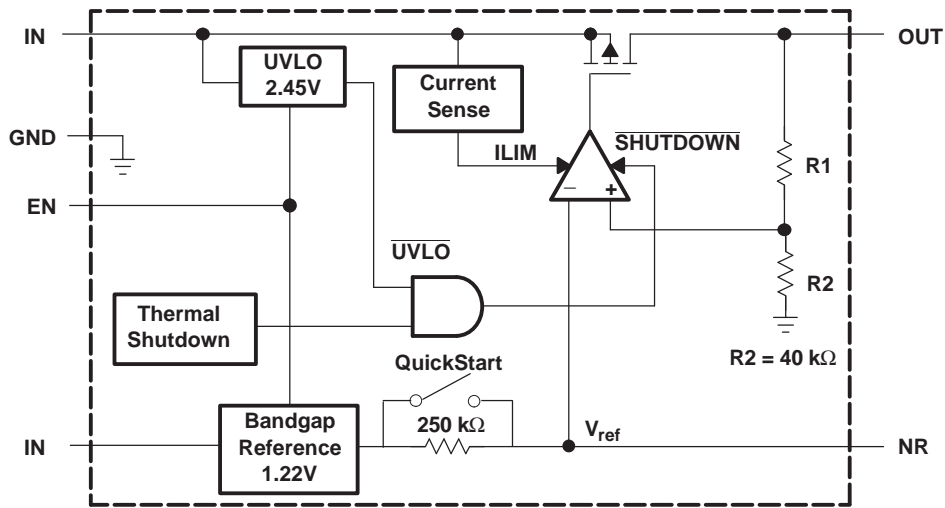 IN
OUT
UVLO
2.45V
Current
Sense
GND
SHUTDOWN
ILIM
R1
−
+
EN
UVLO
R2
Thermal
Shutdown
R2 = 40 kΩ
QuickStart
Bandgap
Reference
1.22V
250 kΩ
Vref
IN
NR